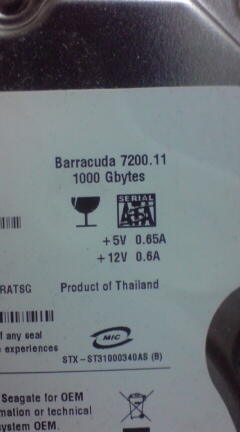 Barracuda 7200.11
1000 Gbytes
SERIAL
ATA
+5V 0.65A
+12V 0.6A
RATSG Product of Thailand
f any seal
experiences
MIC
STX-ST31000340AS (B)
Seagate for OEM
mation or technical
ystem OEM.